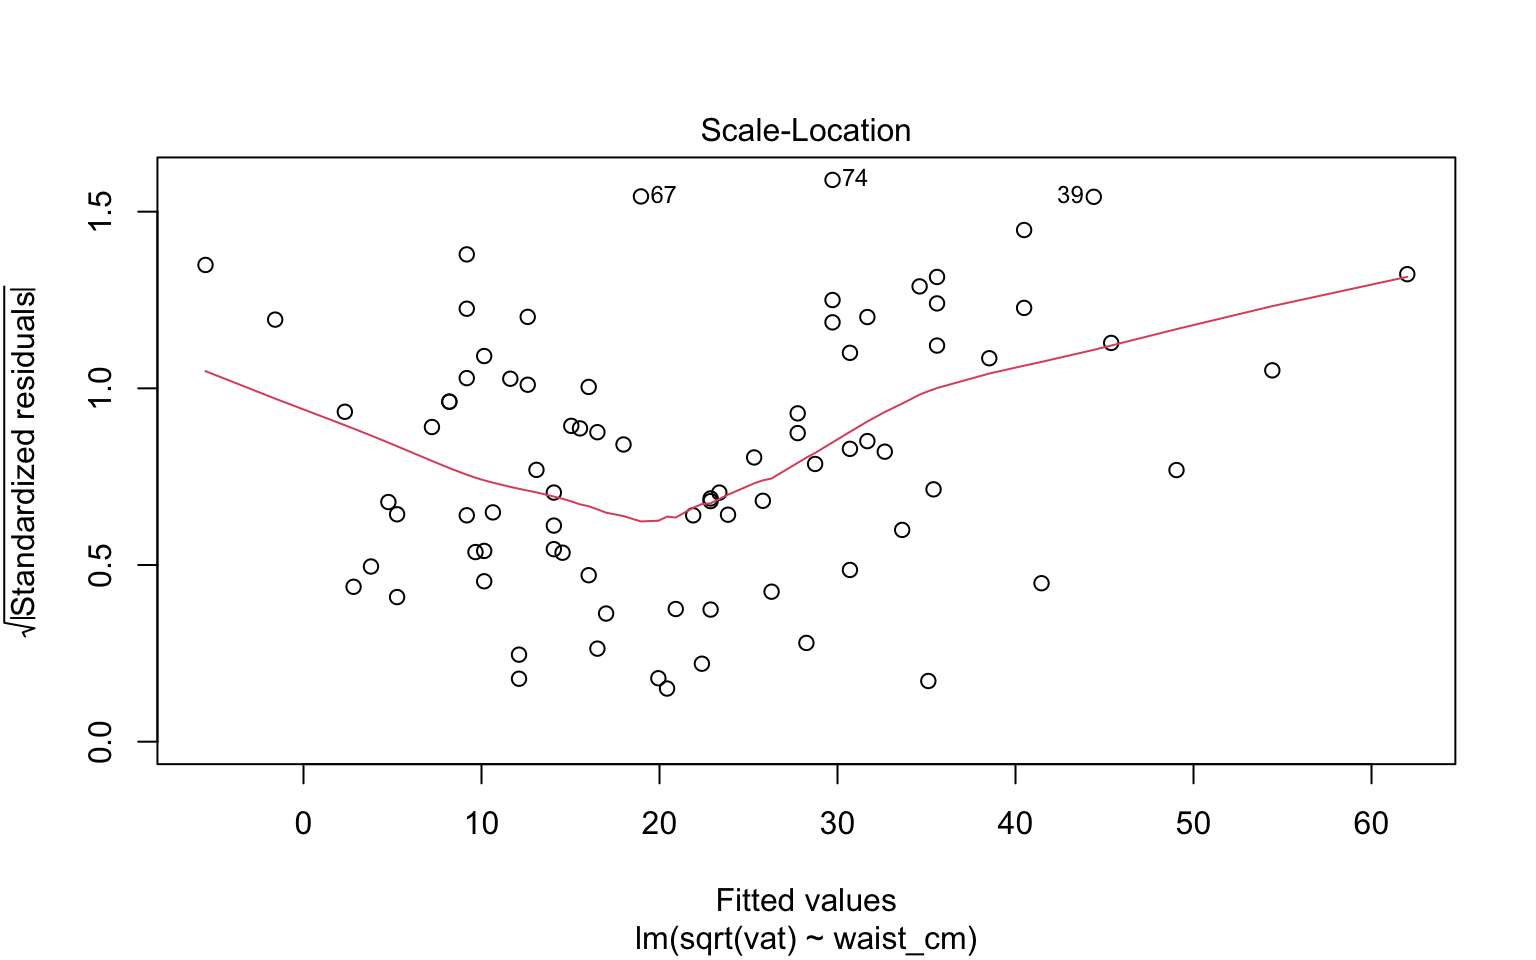 Scale-Location
√|Standardized residuals|
1.5
1.0
0.5
0.0
67
74
39
0 10 20 30 40 50 60
Fitted values
lm(sqrt(vat) ~ waist_cm)